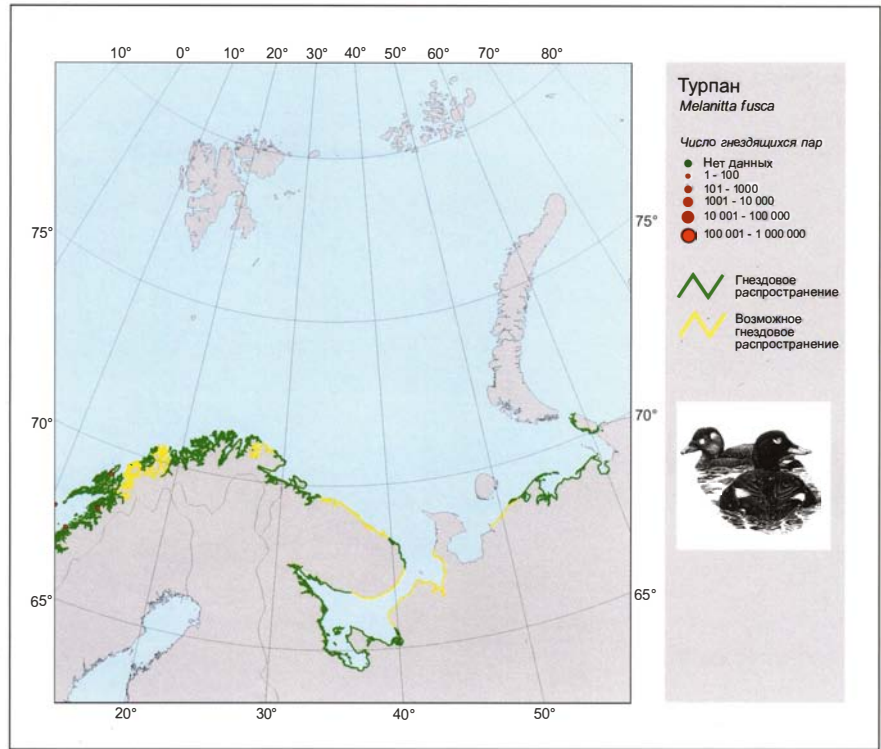 10° 0° 10° 20° 30° 40° 50° 60° 70° 80°
Турпан
Melanitta fusca
Число гнездящихся пар
Нет данных
1 - 100
101 - 1000
1001 - 10 000
10 001 - 100 000
100 001 - 1 000 000
75° 75°
Гнездовое
распространение
Возможное
гнездовое
распространение
70° 70°
65° 65°
20° 30° 40° 50°